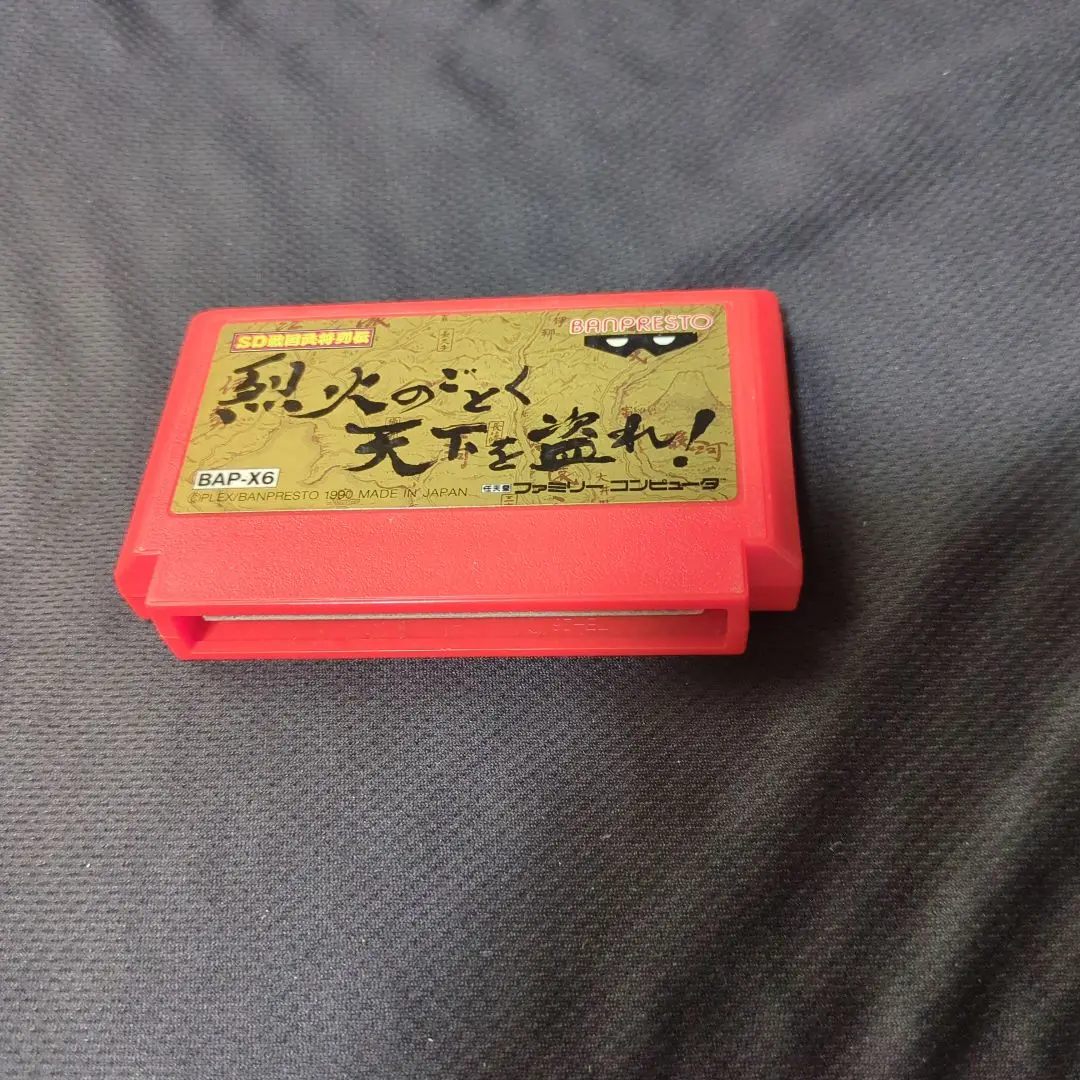 SD戦国武将列伝
BANPRESTO
烈火のごとく
天下を盗れ!
BAP-X6
©PLEX/BANPRESTO 1990 MADE IN JAPAN
任天堂 ファミリーコンピュータ